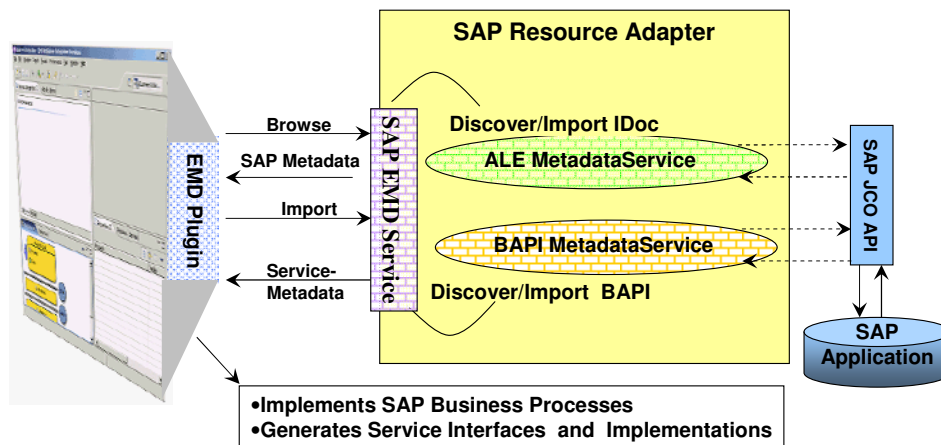 SAP Resource Adapter
Browse
SAP Metadata
Import
Service-
Metadata
EMD Plugin
SAP EMD Service
Discover/Import IDoc
ALE MetadataService
BAPI MetadataService
Discover/Import BAPI
SAP JCO API
SAP
Application
•Implements SAP Business Processes
•Generates Service Interfaces and Implementations